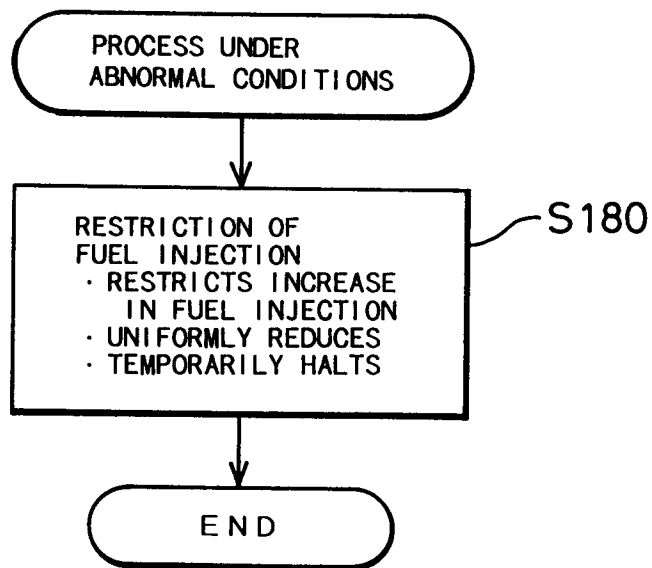 PROCESS UNDER
ABNORMAL CONDITIONS
RESTRICTION OF
FUEL INJECTION
· RESTRICTS INCREASE
IN FUEL INJECTION
· UNIFORMLY REDUCES
· TEMPORARILY HALTS
S180
END